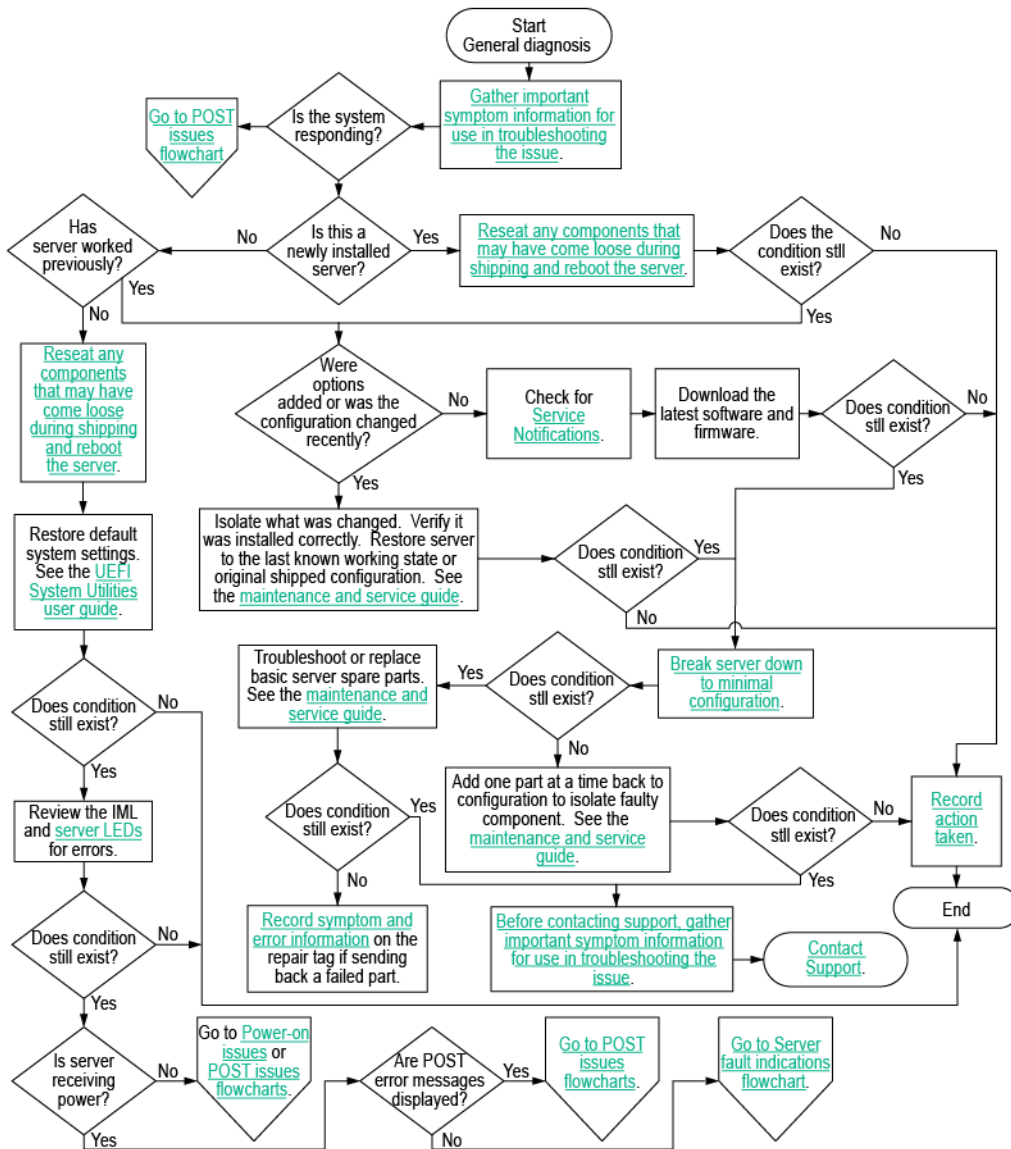 Start
General diagnosis
Gather important
symptom information for
use in troubleshooting
the issue.
Is the system
responding?
Go to POST
issues
flowchart
Has
server worked
previously?
No
Is this a
newly installed
server?
Yes
Reseat any components that
may have come loose during
shipping and reboot the server.
Does the
condition stll
exist?
No
Yes
No
Yes
Reseat any
components
that may have
come loose
during shipping
and reboot
the server.
Were
options
added or was the
configuration changed
recently?
No
Check for
Service
Notifications.
Download the
latest software and
firmware.
Does condition
stll exist?
No
Yes
Yes
Isolate what was changed. Verify it
was installed correctly. Restore server
to the last known working state or
original shipped configuration. See
the maintenance and service guide.
Does condition
stll exist?
Yes
No
Restore default
system settings.
See the UEFI
System Utilities
user guide.
Break server down
to minimal
configuration.
Does condition
stll exist?
Yes
No
Troubleshoot or replace
basic server spare parts.
See the maintenance and
service guide.
Does condition
still exist?
No
Yes
Add one part at a time back to
configuration to isolate faulty
component. See the
maintenance and service
guide.
Does condition
stll exist?
No
Yes
Record
action
taken.
End
Does condition
still exist?
Yes
No
Review the IML
and server LEDs
for errors.
Record symptom and
error information on the
repair tag if sending
back a failed part.
Before contacting support, gather
important symptom information
for use in troubleshooting the
issue.
Contact
Support.
Does condition
still exist?
No
Yes
Is server
receiving
power?
No
Yes
Go to Power-on
issues or
POST issues
flowcharts.
Are POST
error messages
displayed?
Yes
No
Go to POST
issues
flowcharts.
Go to Server
fault indications
flowchart.